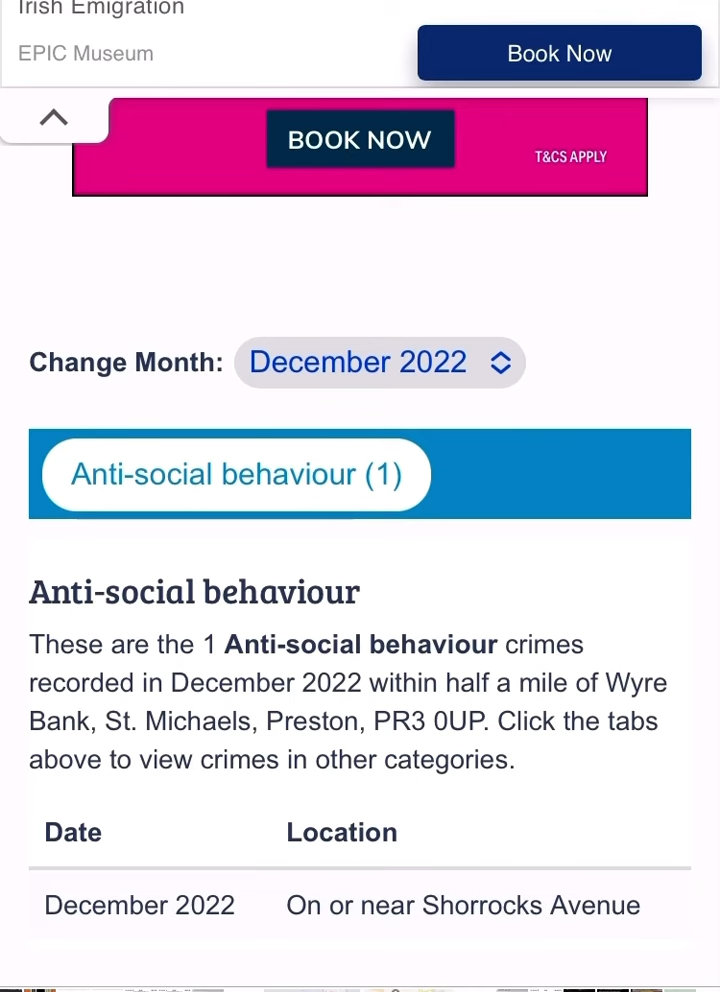 Irish Emigration
EPIC Museum
Book Now
BOOK NOW
T&CS APPLY
Change Month: December 2022
Anti-social behaviour (1)
Anti-social behaviour
These are the 1 Anti-social behaviour crimes
recorded in December 2022 within half a mile of Wyre
Bank, St. Michaels, Preston, PR3 0UP. Click the tabs
above to view crimes in other categories.
Date Location
December 2022 On or near Shorrocks Avenue